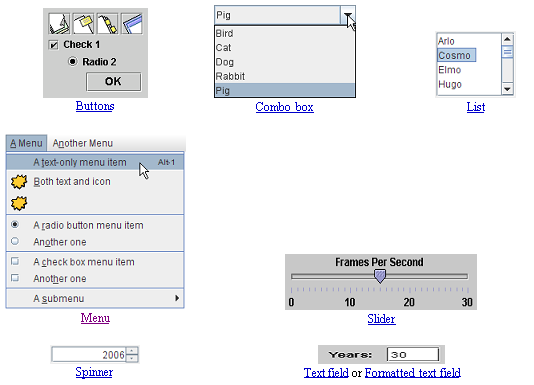 Check 1
Radio 2
OK
Buttons
Pig
Bird
Cat
Dog
Rabbit
Pig
Combo box
Arlo
Cosmo
Elmo
Hugo
List
A Menu Another Menu
A text-only menu item Alt-1
Both text and icon
A radio button menu item
Another one
A check box menu item
Another one
A submenu
Menu
Frames Per Second
0 10 20 30
Slider
2006
Spinner
Years: 30
Text field or Formatted text field